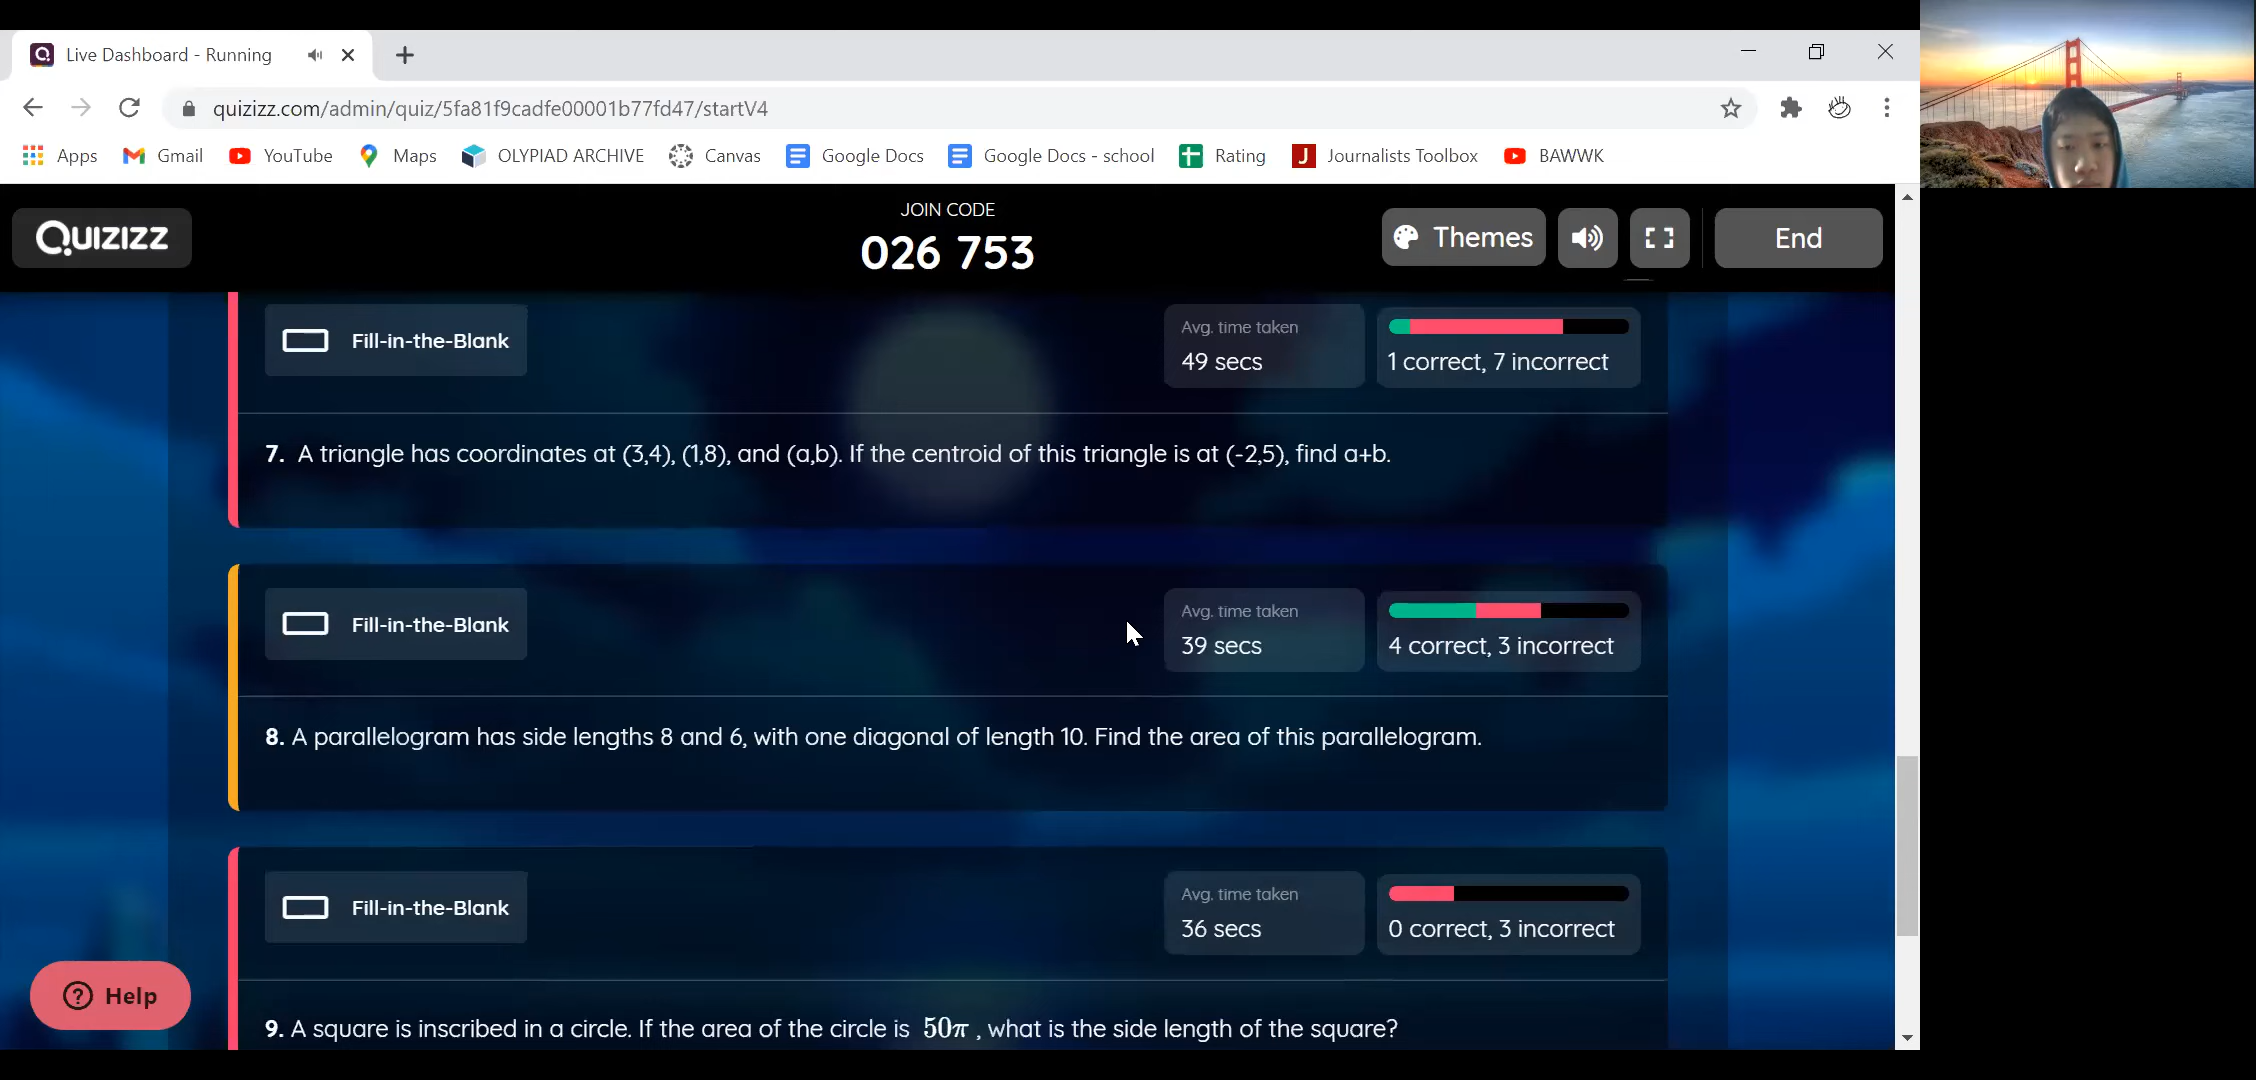 Live Dashboard - Running
quizizz.com/admin/quiz/5fa81f9cadfe00001b77fd47/startV4
Apps Gmail YouTube Maps OLYPIAD ARCHIVE Canvas Google Docs Google Docs - school Rating Journalists Toolbox BAWWK
QUIZIZZ
JOIN CODE
026 753
Themes
End
Fill-in-the-Blank
Avg. time taken
49 secs
1 correct, 7 incorrect
7. A triangle has coordinates at (3,4), (1,8), and (a,b). If the centroid of this triangle is at (-2,5), find a+b.
Fill-in-the-Blank
Avg. time taken
39 secs
4 correct, 3 incorrect
8. A parallelogram has side lengths 8 and 6, with one diagonal of length 10. Find the area of this parallelogram.
Fill-in-the-Blank
Avg. time taken
36 secs
0 correct, 3 incorrect
9. A square is inscribed in a circle. If the area of the circle is 50π, what is the side length of the square?
Help